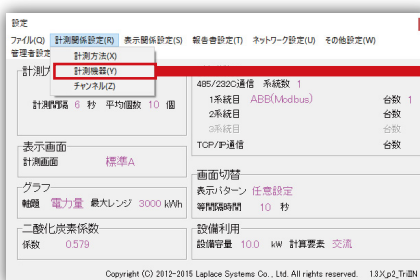 設定
ファイル(Q) 計測関係設定(R) 表示関係設定(S) 報告書設定(T) ネットワーク設定(U) その他設定(W)
管理者設定
計測方法(X)
計測機器(Y)
チャンネル(Z)
計測方
計測間隔 6 秒 平均個数 10 個
485/232C通信 系統数 1
1系統目 ABB(Modbus) 台数 1
2系統目 台数
3系統目 台数
TCP/IP通信 台数
表示画面
計測画面 標準A
画面切替
表示パターン 任意設定
等間隔時間 10 秒
グラフ
軸題 電力量 最大レンジ 3000 kWh
二酸化炭素係数
係数 0.579
設備利用
設備容量 10.0 kW 計算要素 交流
Copyright (C) 2012-2015 Laplace Systems Co., Ltd. All rights reserved. 1.3.X_p2_TriIIN